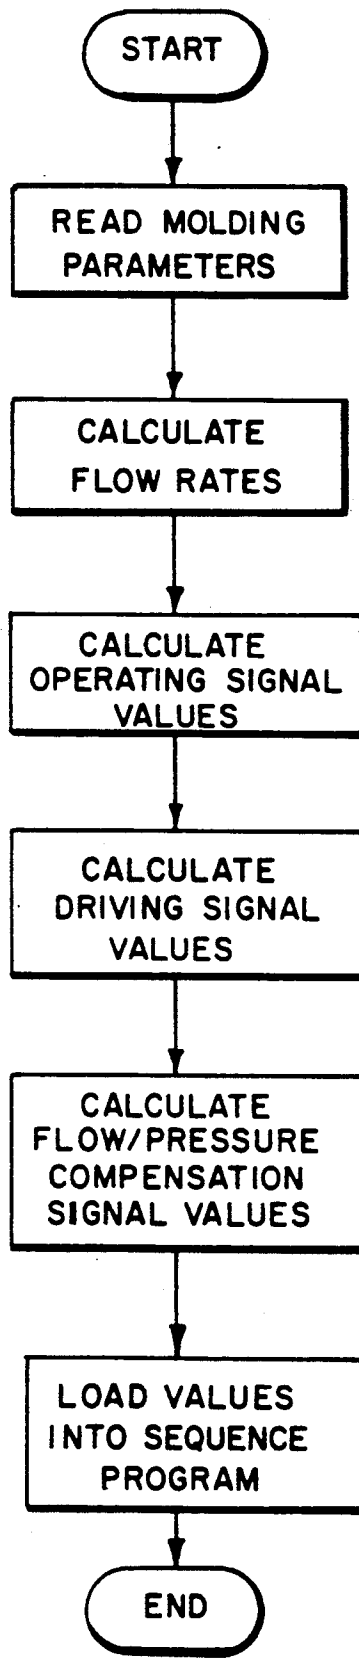 START
READ MOLDING
PARAMETERS
CALCULATE
FLOW RATES
CALCULATE
OPERATING SIGNAL
VALUES
CALCULATE
DRIVING SIGNAL
VALUES
CALCULATE
FLOW/PRESSURE
COMPENSATION
SIGNAL VALUES
LOAD VALUES
INTO SEQUENCE
PROGRAM
END